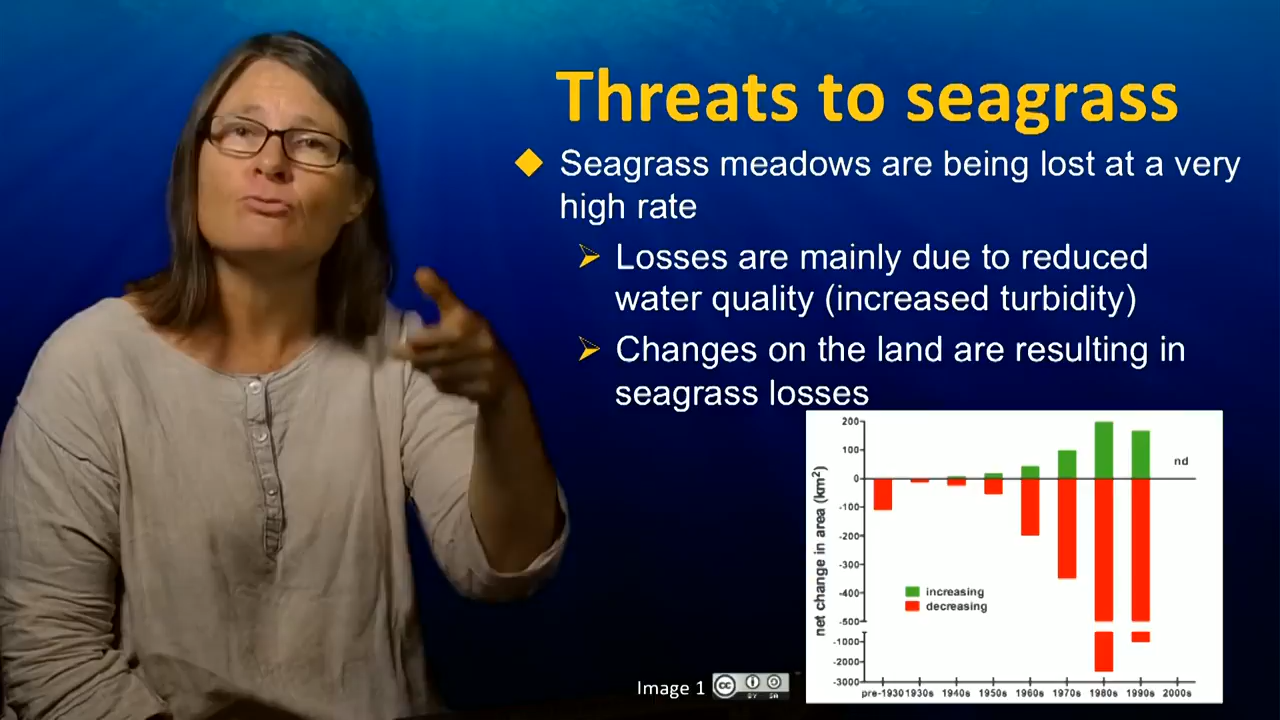 Threats to seagrass
Seagrass meadows are being lost at a very
high rate
Losses are mainly due to reduced
water quality (increased turbidity)
Changes on the land are resulting in
seagrass losses
net change in area (km²)
200
100
0
-100
-200
-300
-400
-500
-1000
-2000
-3000
nd
increasing
decreasing
pre-1930 1930s 1940s 1950s 1960s 1970s 1980s 1990s 2000s
Image 1
cc
BY SA